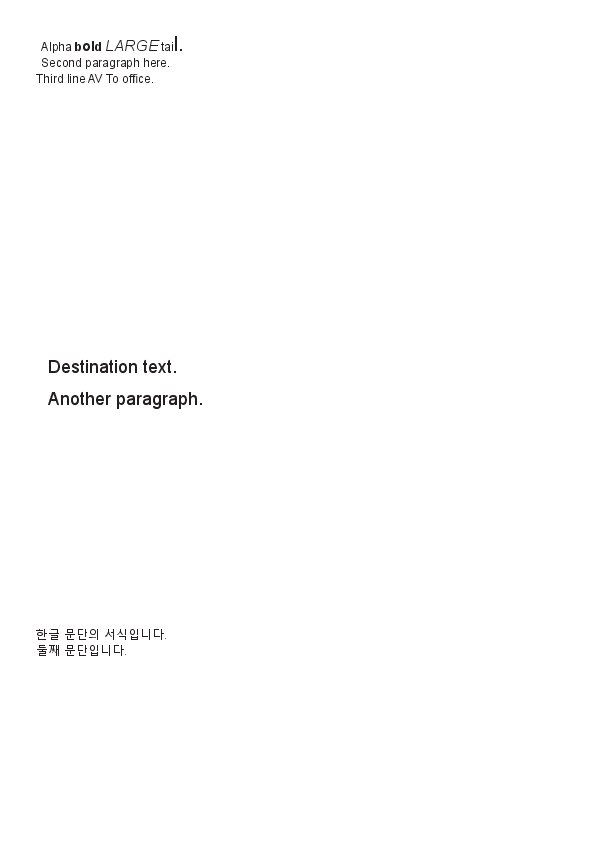 Alpha bold LARGE tail.
Second paragraph here.
Third line AV To office.
Destination text.
Another paragraph.
한글 문단의 서식입니다.
둘째 문단입니다.